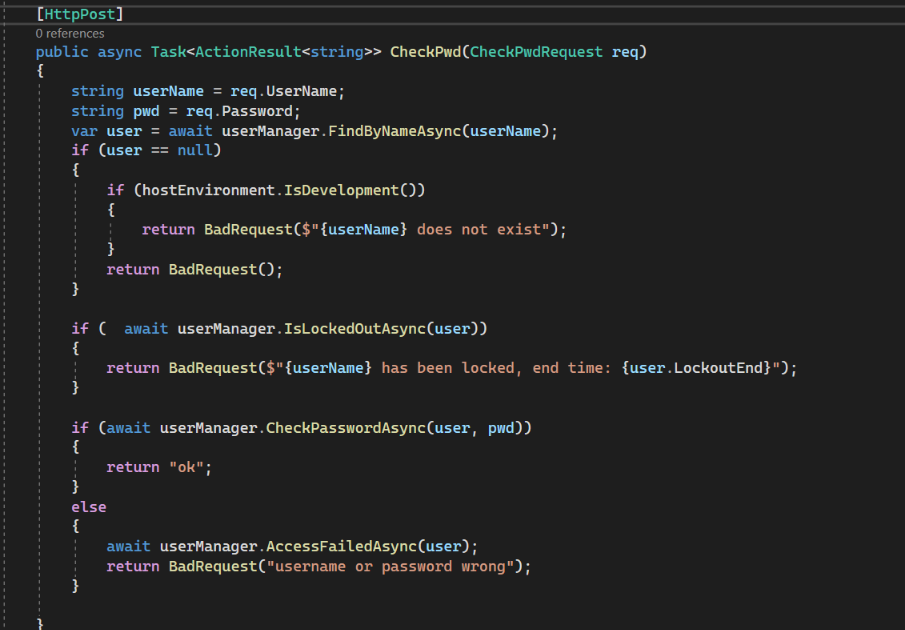 [HttpPost]
0 references
public async Task<ActionResult<string>> CheckPwd(CheckPwdRequest req)
{
string userName = req.UserName;
string pwd = req.Password;
var user = await userManager.FindByNameAsync(userName);
if (user == null)
{
if (hostEnvironment.IsDevelopment())
{
return BadRequest($"{userName} does not exist");
}
return BadRequest();
}
if (  await userManager.IsLockedOutAsync(user))
{
return BadRequest($"{userName} has been locked, end time: {user.LockoutEnd}");
}
if (await userManager.CheckPasswordAsync(user, pwd))
{
return "ok";
}
else
{
await userManager.AccessFailedAsync(user);
return BadRequest("username or password wrong");
}
}